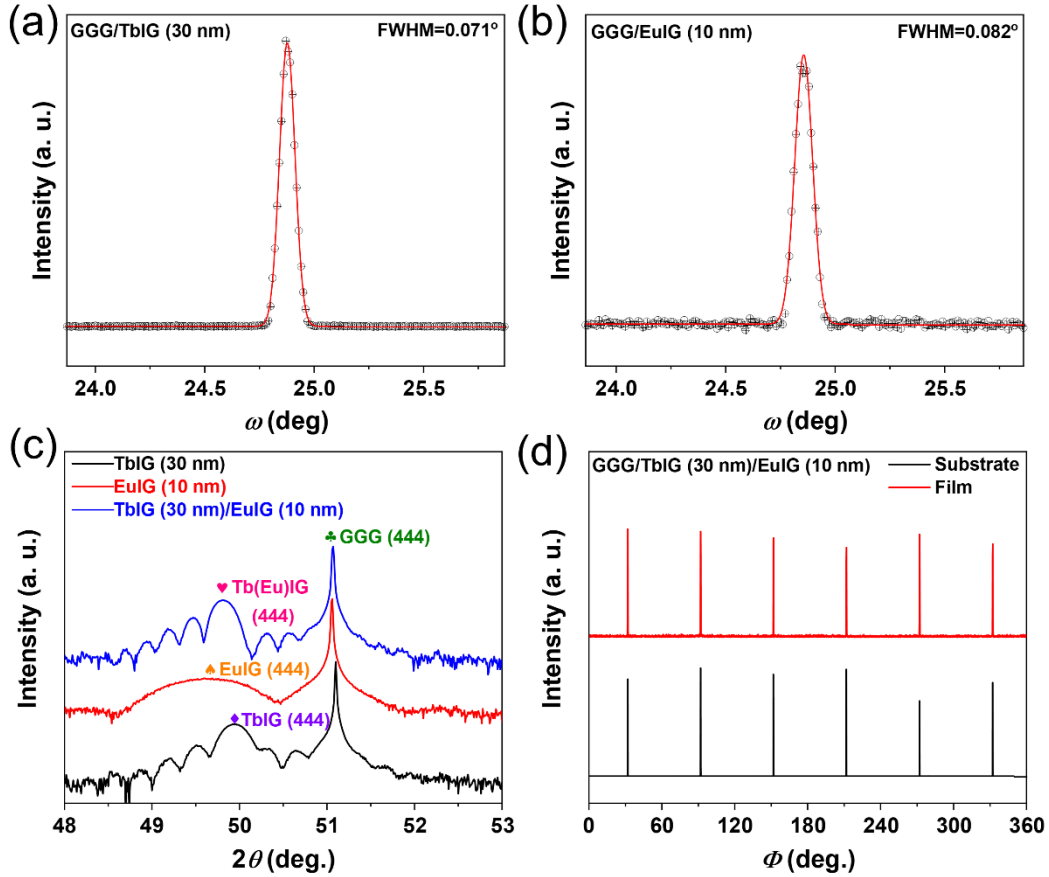 (a)
GGG/TbIG (30 nm)
FWHM=0.071°
Intensity (a. u.)
24.0 24.5 25.0 25.5
ω (deg)
(b)
GGG/EuIG (10 nm)
FWHM=0.082°
Intensity (a. u.)
24.0 24.5 25.0 25.5
ω (deg)
(c)
TbIG (30 nm)
EuIG (10 nm)
TbIG (30 nm)/EuIG (10 nm)
♣ GGG (444)
♥ Tb(Eu)IG
(444)
♠ EuIG (444)
♦ TbIG (444)
Intensity (a. u.)
48 49 50 51 52 53
2θ (deg.)
(d)
GGG/TbIG (30 nm)/EuIG (10 nm)
Substrate
Film
Intensity (a. u.)
0 60 120 180 240 300 360
Φ (deg.)